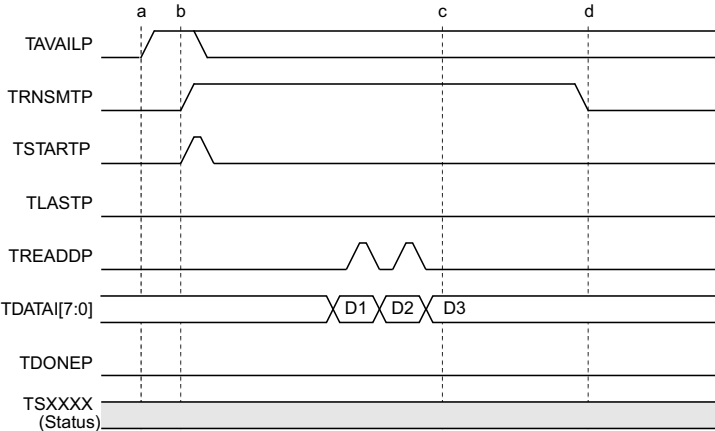 a b c d
TAVAILP
TRNSMTP
TSTARTP
TLASTP
TREADDP
TDATAI[7:0] D1 D2 D3
TDONEP
TSXXXX
(Status)